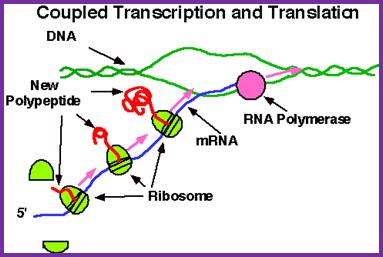 Coupled Transcription and Translation
DNA
New
Polypeptide
RNA Polymerase
mRNA
Ribosome
5'